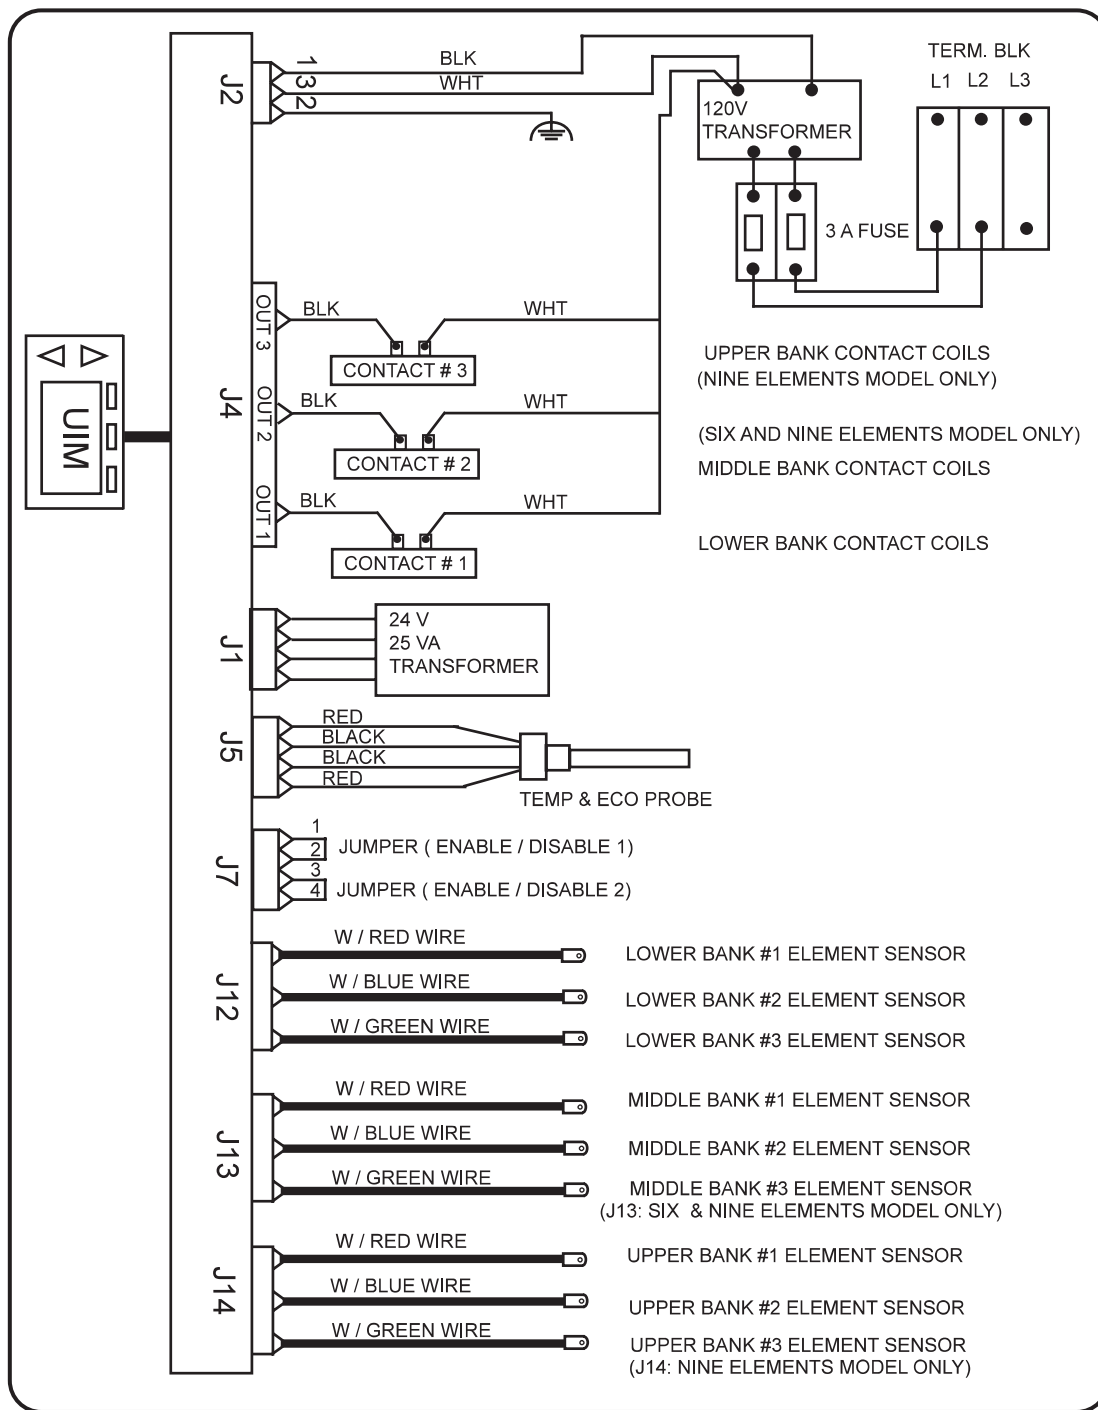 J2
1
3
2
BLK
WHT
120V
TRANSFORMER
TERM. BLK
L1 L2 L3
3 A FUSE
UIM
J4
OUT 3
BLK
WHT
CONTACT # 3
UPPER BANK CONTACT COILS
(NINE ELEMENTS MODEL ONLY)
OUT 2
BLK
WHT
CONTACT # 2
(SIX AND NINE ELEMENTS MODEL ONLY)
MIDDLE BANK CONTACT COILS
OUT 1
BLK
WHT
CONTACT # 1
LOWER BANK CONTACT COILS
J1
24 V
25 VA
TRANSFORMER
J5
RED
BLACK
BLACK
RED
TEMP & ECO PROBE
J7
1
2
3
4
JUMPER ( ENABLE / DISABLE 1)
JUMPER ( ENABLE / DISABLE 2)
J12
W / RED WIRE
LOWER BANK #1 ELEMENT SENSOR
W / BLUE WIRE
LOWER BANK #2 ELEMENT SENSOR
W / GREEN WIRE
LOWER BANK #3 ELEMENT SENSOR
J13
W / RED WIRE
MIDDLE BANK #1 ELEMENT SENSOR
W / BLUE WIRE
MIDDLE BANK #2 ELEMENT SENSOR
W / GREEN WIRE
MIDDLE BANK #3 ELEMENT SENSOR
(J13: SIX & NINE ELEMENTS MODEL ONLY)
J14
W / RED WIRE
UPPER BANK #1 ELEMENT SENSOR
W / BLUE WIRE
UPPER BANK #2 ELEMENT SENSOR
W / GREEN WIRE
UPPER BANK #3 ELEMENT SENSOR
(J14: NINE ELEMENTS MODEL ONLY)